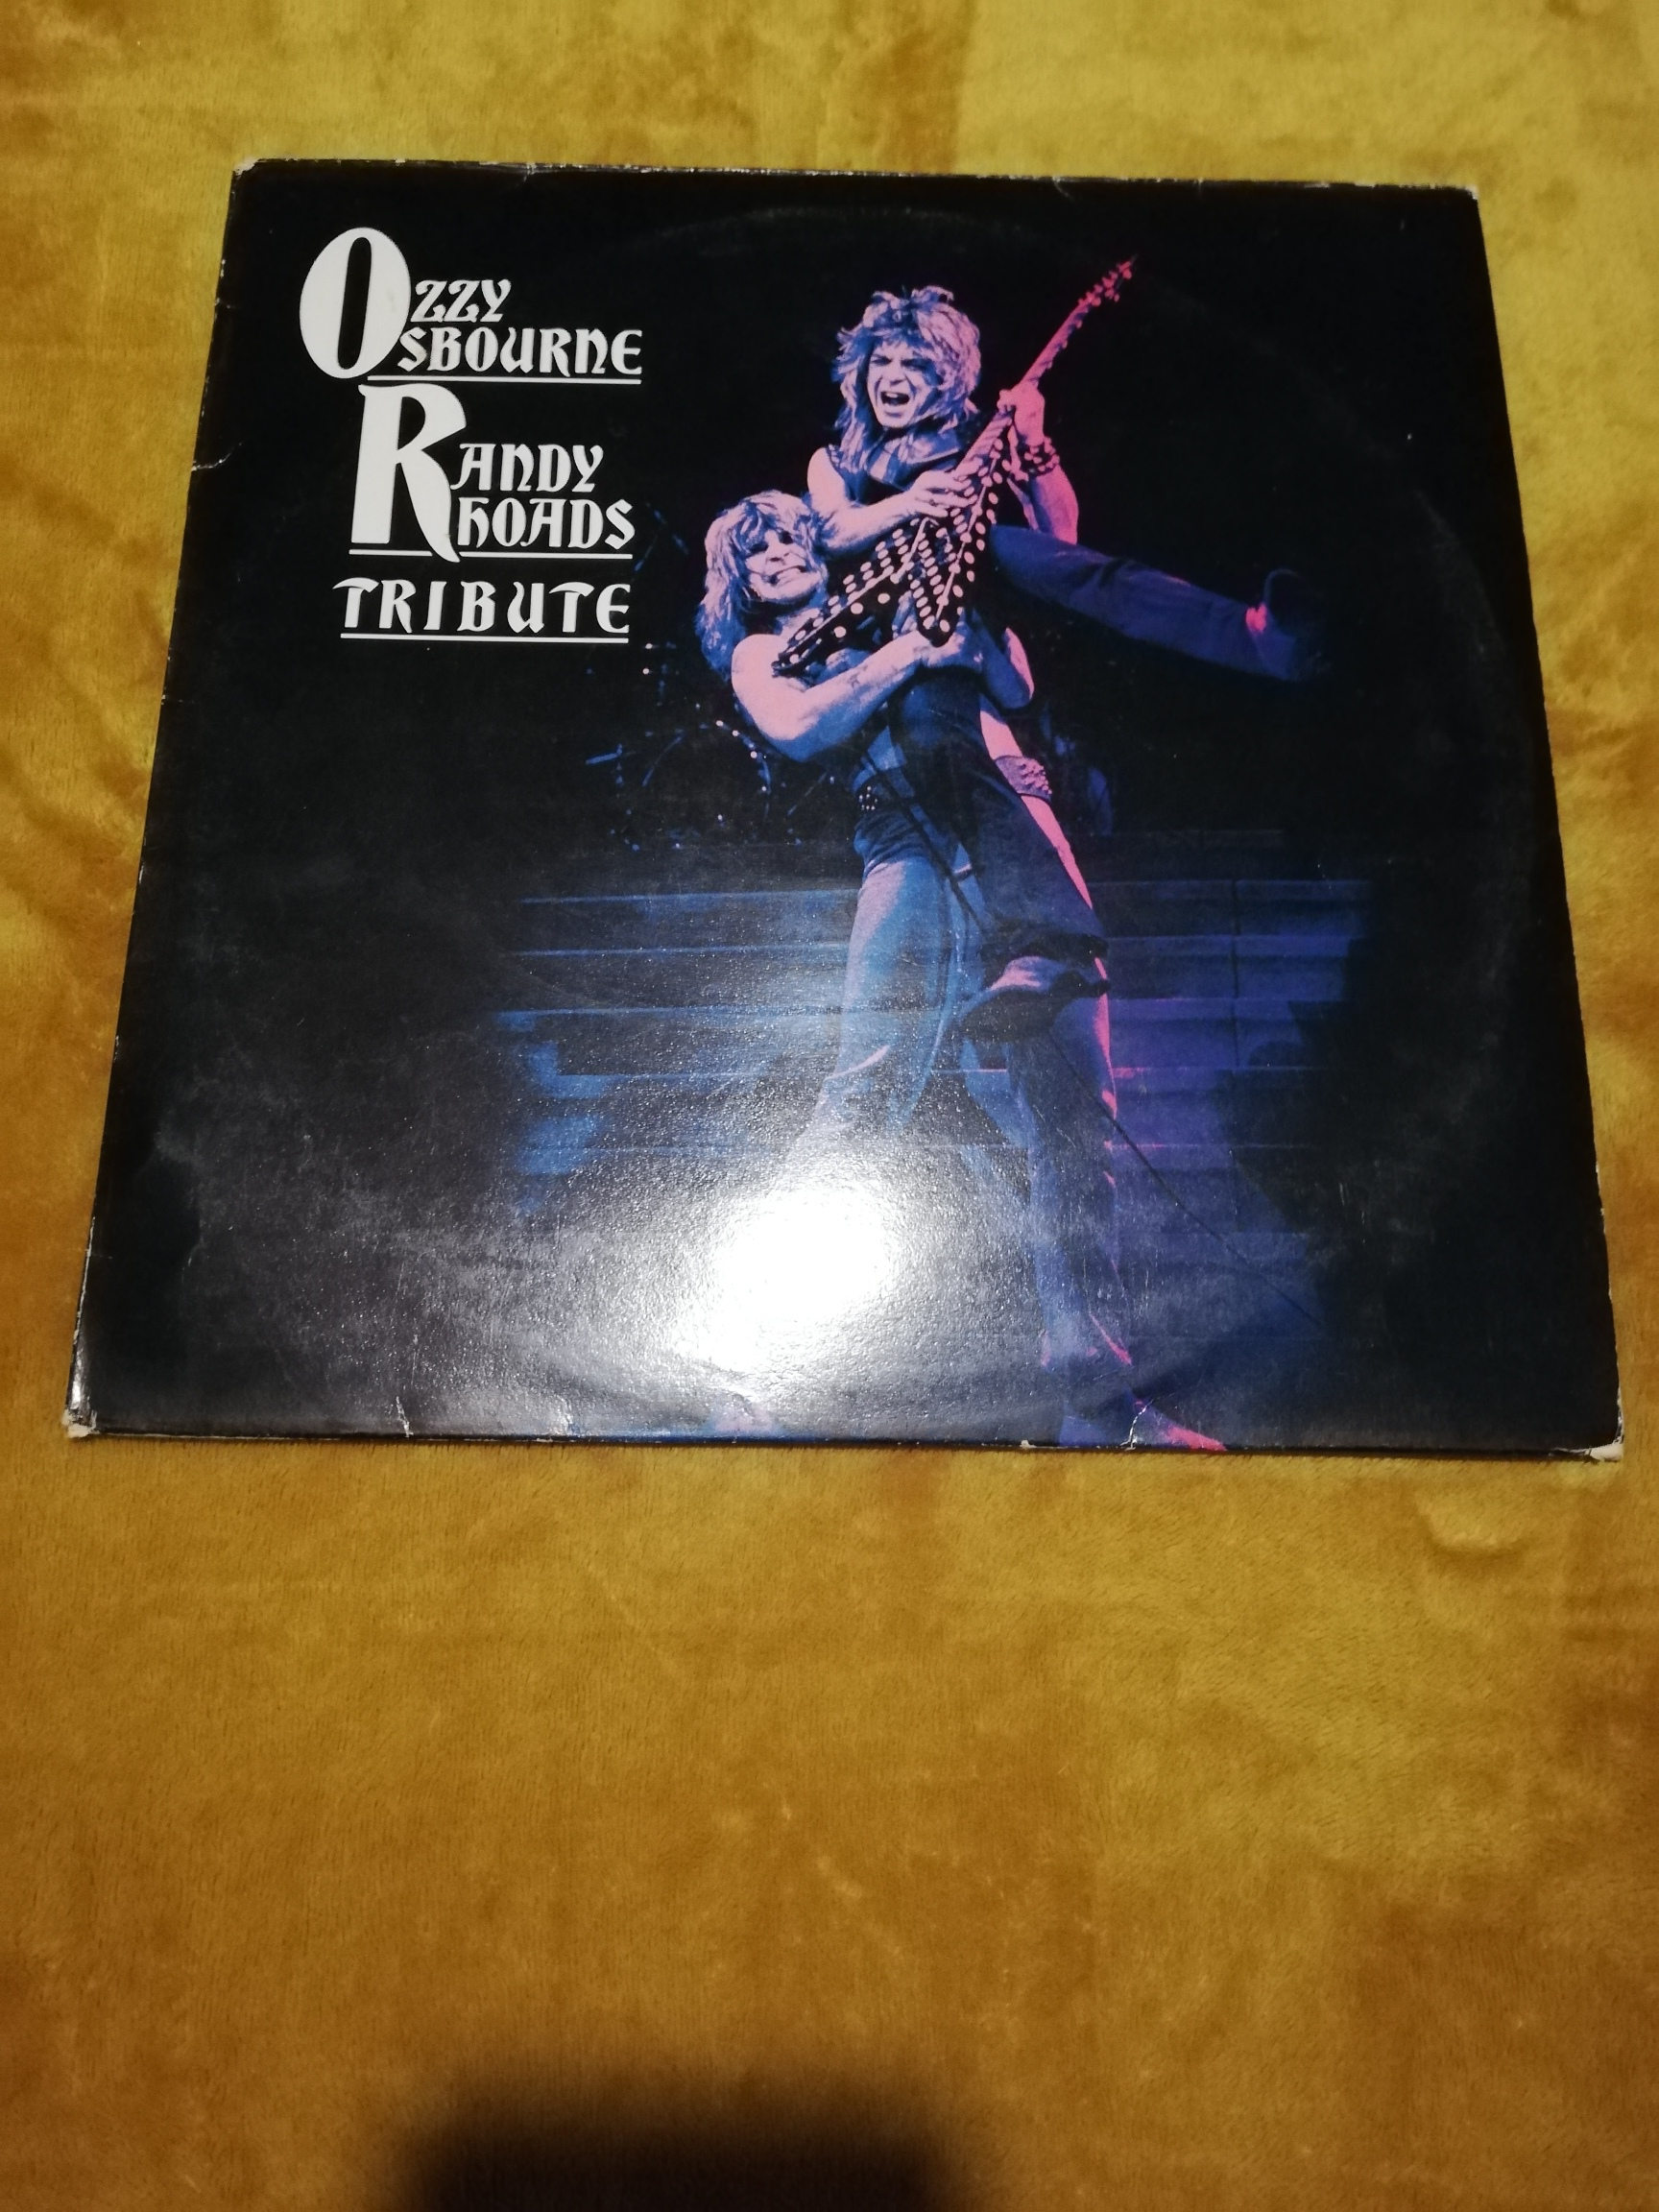 Ozzy
Osbourne
Randy
Rhoads
Tribute